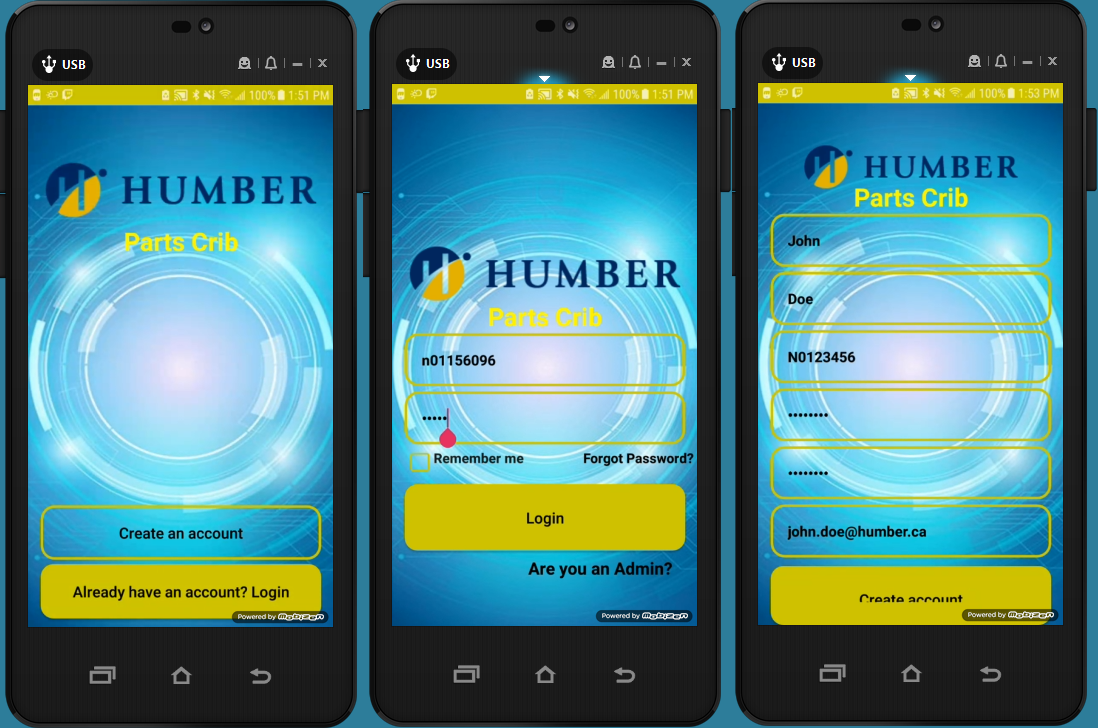 USB
100% 1:51 PM
HUMBER
Parts Crib
Create an account
Already have an account? Login
Powered by mobizen
USB
100% 1:51 PM
HUMBER
Parts Crib
n01156096
•••••
Remember me Forgot Password?
Login
Are you an Admin?
Powered by mobizen
USB
100% 1:53 PM
HUMBER
Parts Crib
John
Doe
N0123456
••••••••
••••••••
john.doe@humber.ca
Create account
Powered by mobizen